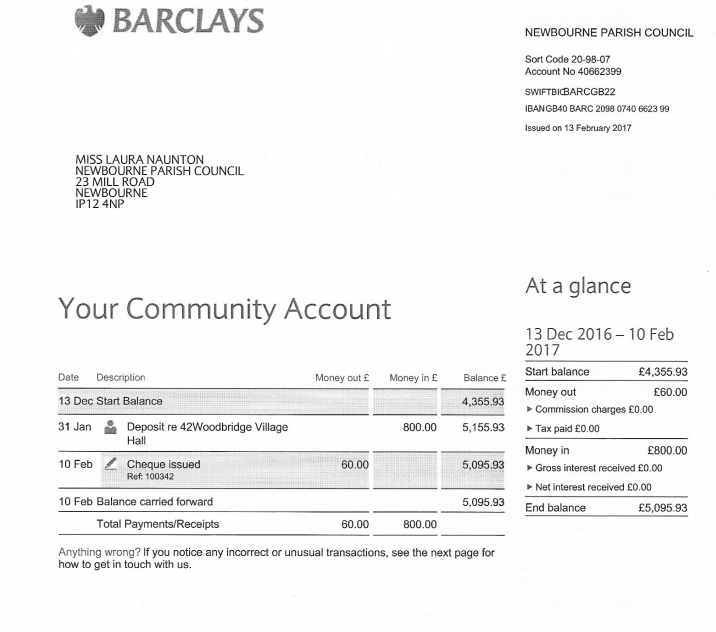 BARCLAYS
NEWBOURNE PARISH COUNCIL
Sort Code 20-98-07
Account No 40662399
SWIFTBIC BARCGB22
IBAN GB40 BARC 2098 0740 6623 99
Issued on 13 February 2017
MISS LAURA NAUNTON
NEWBOURNE PARISH COUNCIL
23 MILL ROAD
NEWBOURNE
IP12 4NP
Your Community Account
Date Description Money out £ Money in £ Balance £
13 Dec Start Balance 4,355.93
31 Jan Deposit re 42Woodbridge Village 800.00 5,155.93
Hall
10 Feb Cheque issued 60.00 5,095.93
Ref: 100342
10 Feb Balance carried forward 5,095.93
Total Payments/Receipts 60.00 800.00
Anything wrong? If you notice any incorrect or unusual transactions, see the next page for
how to get in touch with us.
At a glance
13 Dec 2016 – 10 Feb
2017
Start balance £4,355.93
Money out £60.00
▶ Commission charges £0.00
▶ Tax paid £0.00
Money in £800.00
▶ Gross interest received £0.00
▶ Net interest received £0.00
End balance £5,095.93